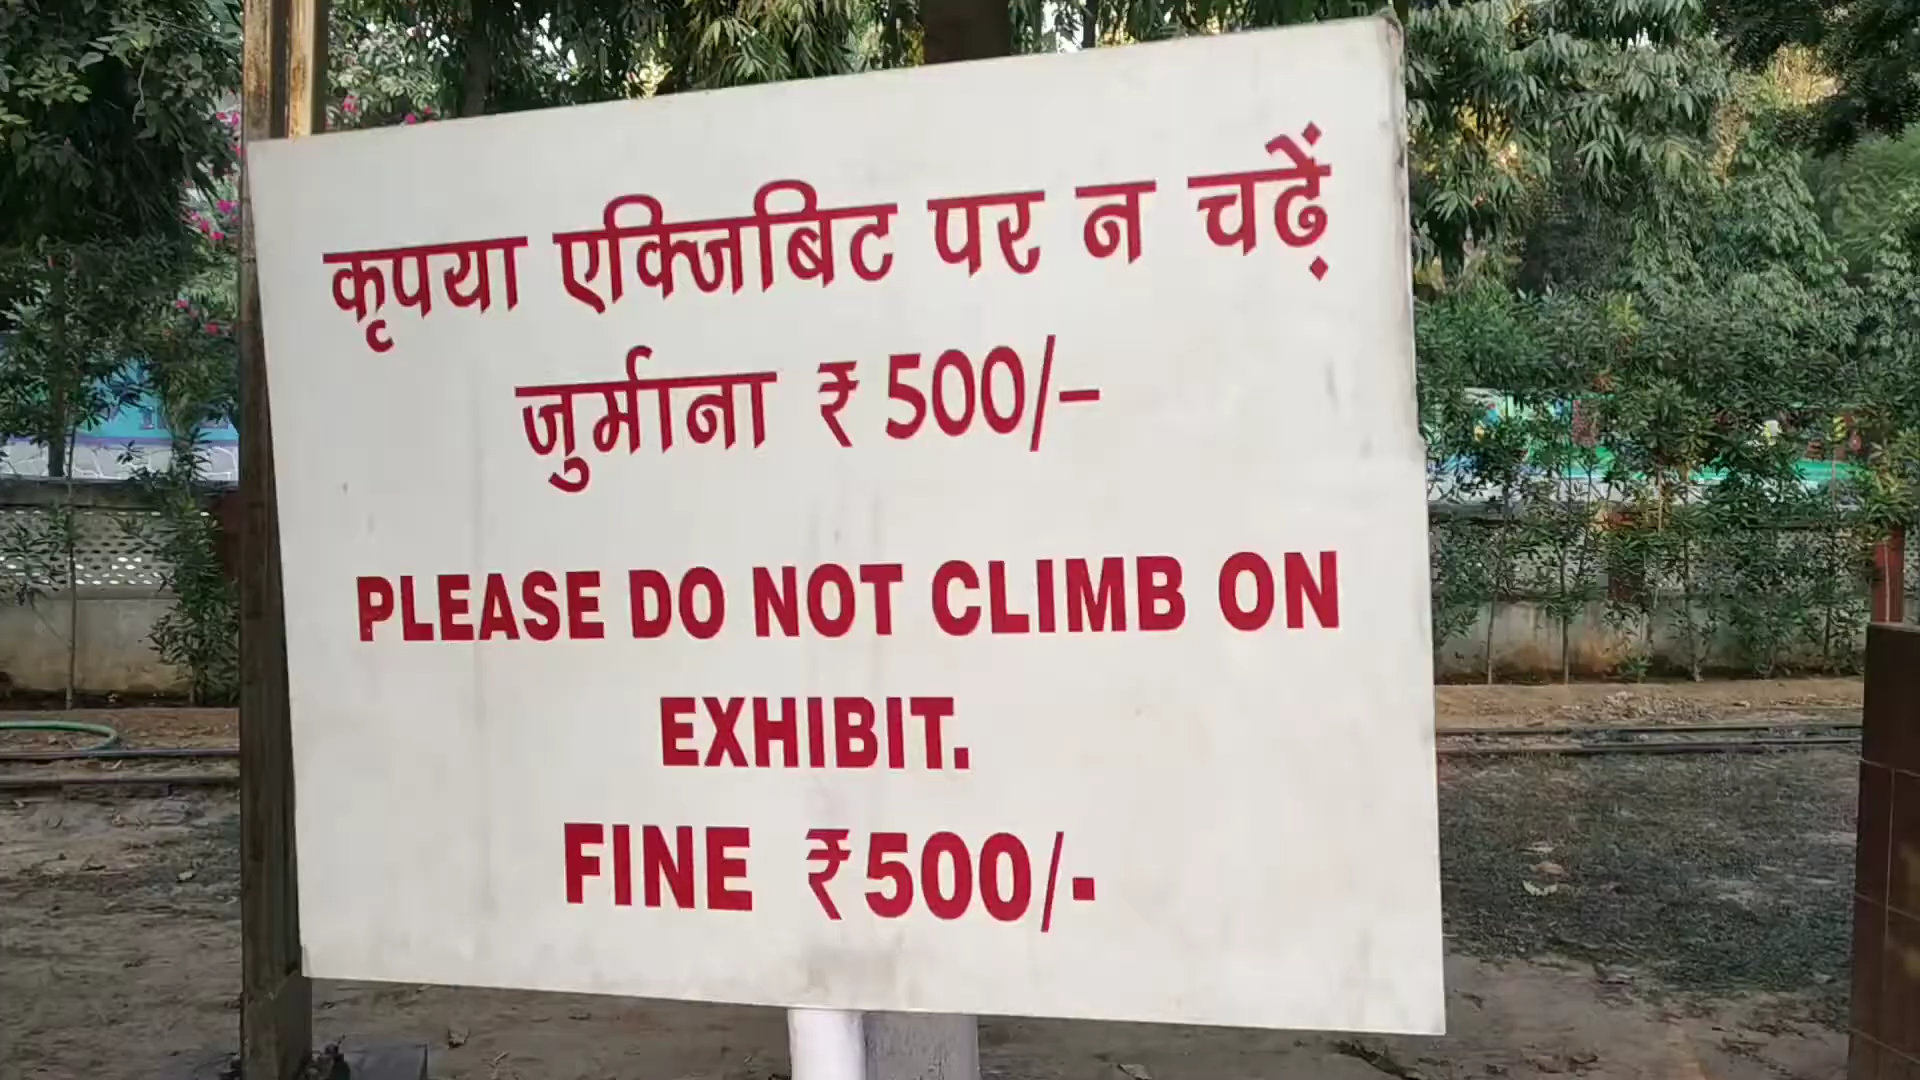 कृपया एक्जिबिट पर न चढ़ें
जुर्माना ₹ 500/-
PLEASE DO NOT CLIMB ON
EXHIBIT.
FINE ₹500/-